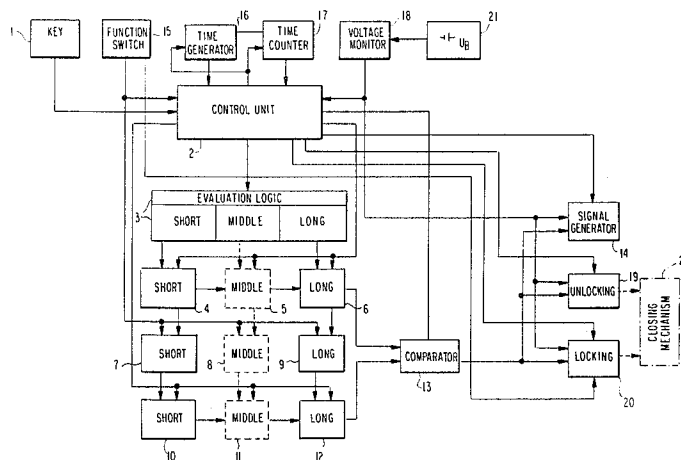 1
KEY
FUNCTION
SWITCH
15
TIME
GENERATOR
16
TIME
COUNTER
17
VOLTAGE
MONITOR
18
UB
21
CONTROL UNIT
2
EVALUATION LOGIC
3
SHORT
MIDDLE
LONG
SIGNAL
GENERATOR
14
SHORT
4
MIDDLE
5
LONG
6
UNLOCKING
19
CLOSING
MECHANISM
SHORT
7
MIDDLE
8
LONG
9
COMPARATOR
13
LOCKING
20
SHORT
10
MIDDLE
11
LONG
12